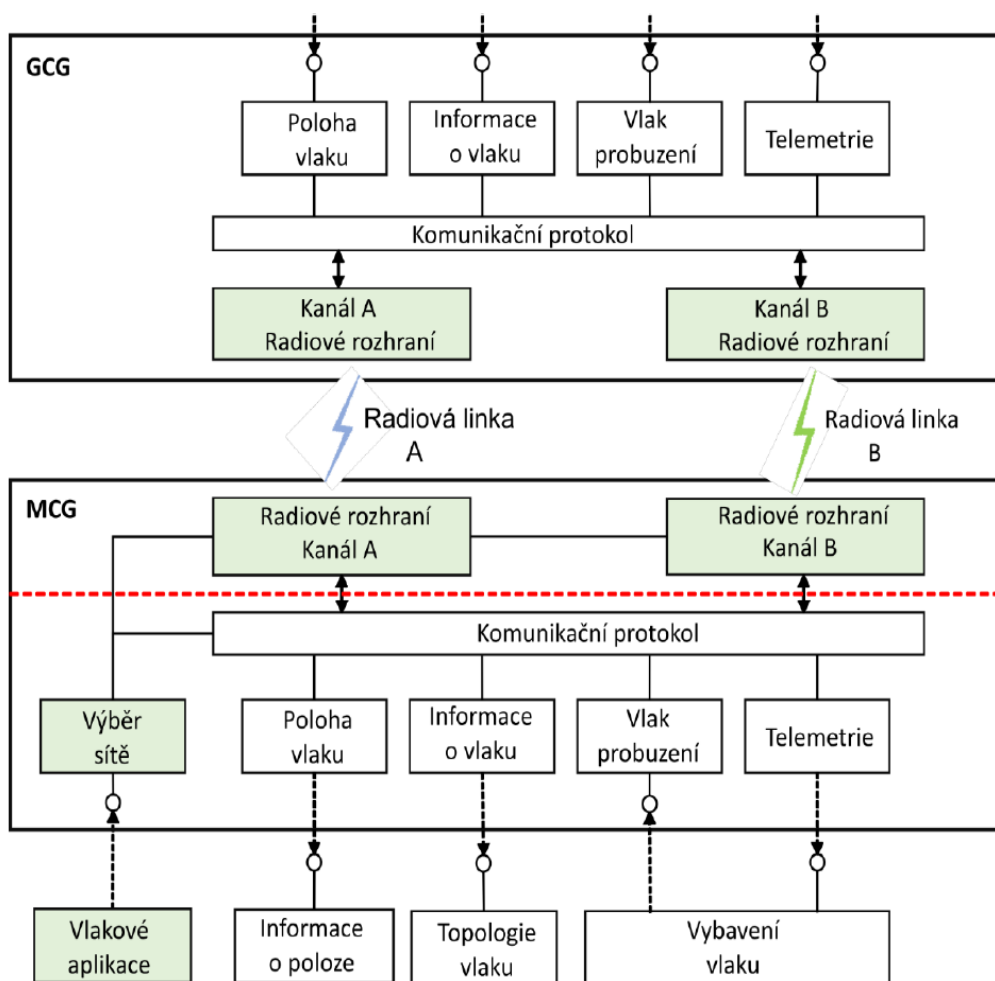 GCG
Poloha
vlaku
Informace
o vlaku
Vlak
probuzení
Telemetrie
Komunikační protokol
Kanál A
Radiové rozhraní
Kanál B
Radiové rozhraní
Radiová linka
A
Radiová linka
B
MCG
Radiové rozhraní
Kanál A
Radiové rozhraní
Kanál B
Komunikační protokol
Výběr
sítě
Poloha
vlaku
Informace
o vlaku
Vlak
probuzení
Telemetrie
Vlakové
aplikace
Informace
o poloze
Topologie
vlaku
Vybavení
vlaku